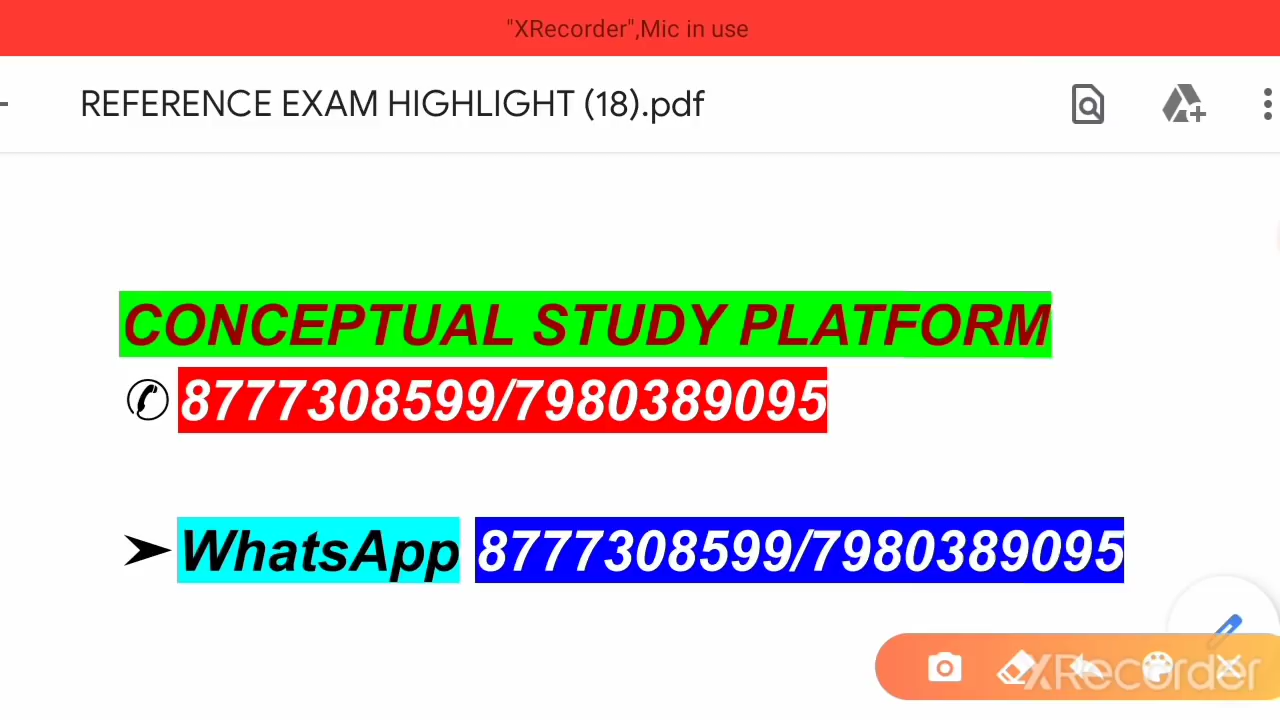 "XRecorder",Mic in use
REFERENCE EXAM HIGHLIGHT (18).pdf
CONCEPTUAL STUDY PLATFORM
✆ 8777308599/7980389095
➢ WhatsApp 8777308599/7980389095
XRecorder